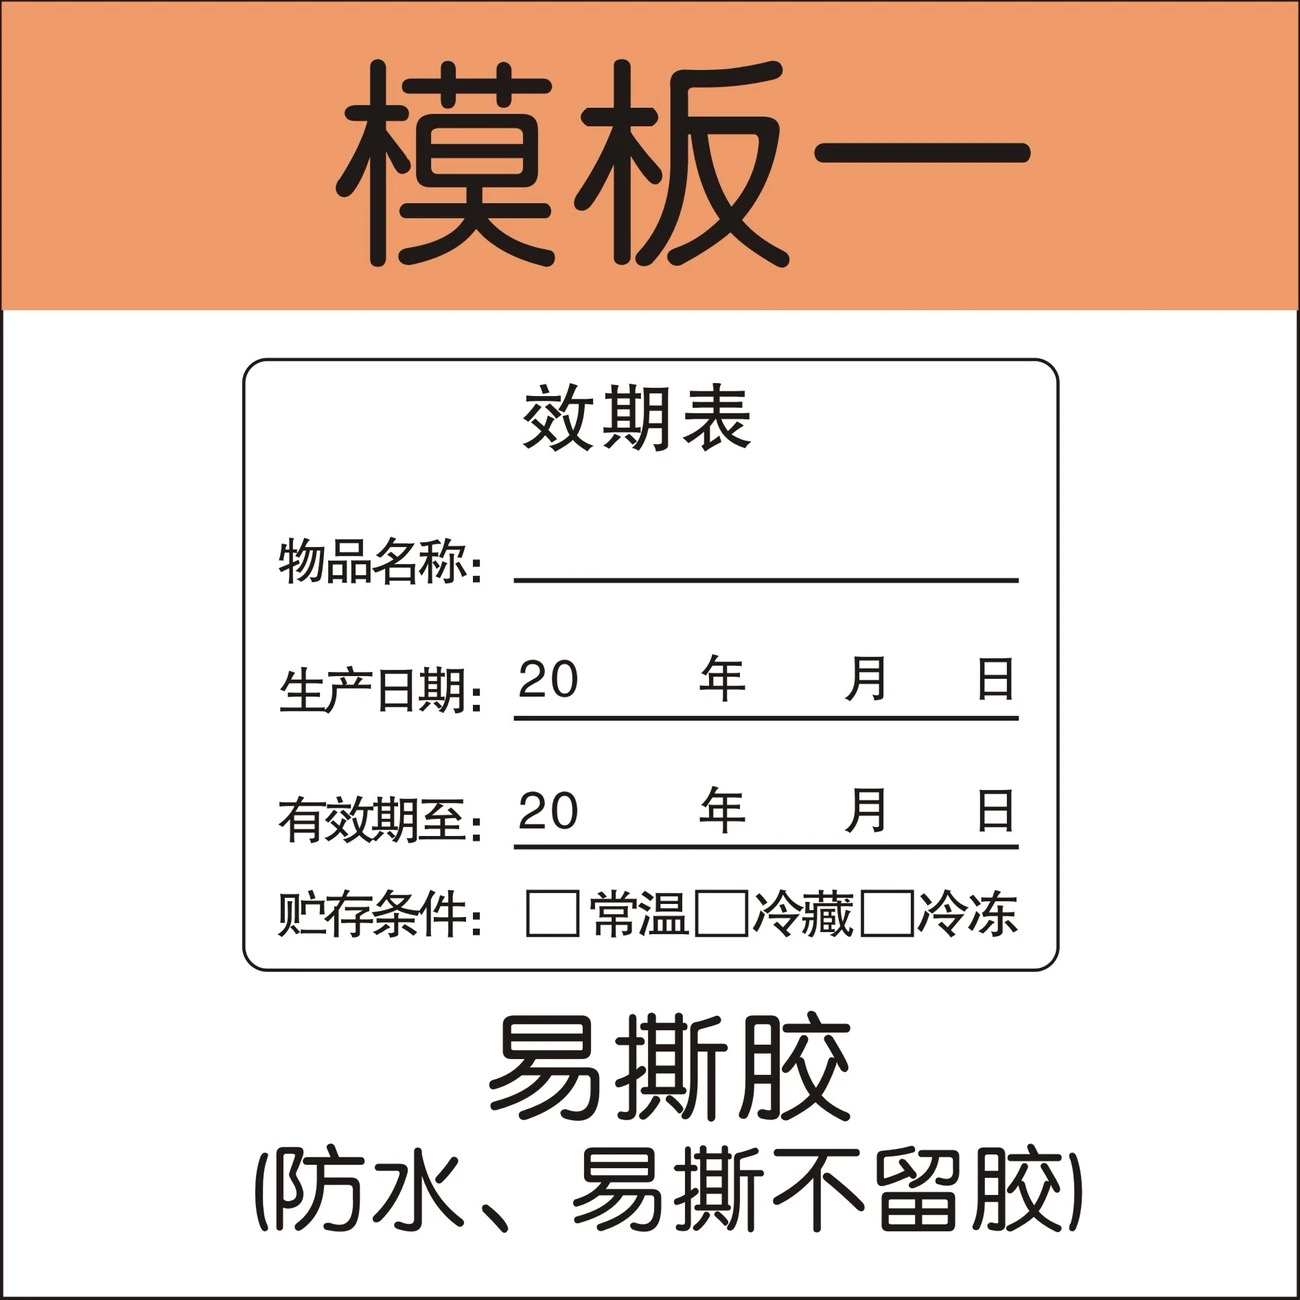 模板一
效期表
物品名称：
生产日期：20 年 月 日
有效期至：20 年 月 日
贮存条件：□常温□冷藏□冷冻
易撕胶
(防水、易撕不留胶)